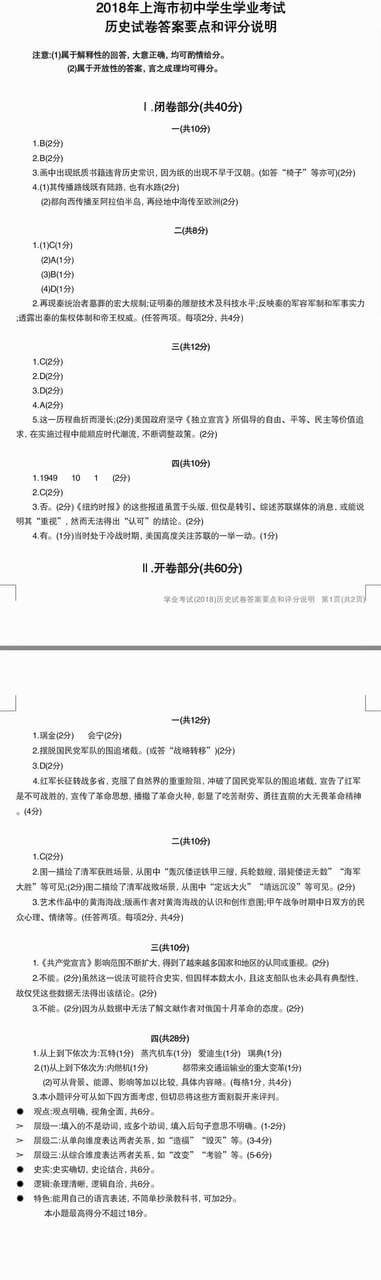 2018年上海市初中学生学业考试
历史试卷答案要点和评分说明
注意:(1)属于解释性的回答, 大意正确, 均可酌情给分。
(2)属于开放性的答案, 言之成理均可得分。
Ⅰ.闭卷部分(共40分)
一(共10分)
1.B(2分)
2.B(2分)
3.画中出现纸质书籍违背历史常识, 因为纸的出现不早于汉朝。(如答“椅子”等亦可)(2分)
4.(1)其传播路线既有陆路, 也有水路(2分)
(2)都向西传播至阿拉伯半岛, 再经地中海传至欧洲(2分)
二(共8分)
1.(1)C(1分)
(2)A(1分)
(3)B(1分)
(4)D(1分)
2.再现秦统治者墓葬的宏大规制;证明秦的雕塑技术及科技水平;反映秦的军容军制和军事实力
;透露出秦的集权体制和帝王权威。(任答两项。每项2分, 共4分)
三(共12分)
1.C(2分)
2.D(2分)
3.D(2分)
4.A(2分)
5.这一历程曲折而漫长;(2分)美国政府坚守《独立宣言》所倡导的自由、平等、民主等价值追
求, 在实施过程中能顺应时代潮流, 不断调整政策。(2分)
四(共10分)
1.1949 10 1 (2分)
2.C(2分)
3.否。(2分)《纽约时报》的这些报道虽置于头版, 但仅是转引、综述苏联媒体的消息, 或能说
明其“重视”, 然而无法得出“认可”的结论。(2分)
4.有。(1分)当时处于冷战时期, 美国高度关注苏联的一举一动。(1分)
Ⅱ.开卷部分(共60分)
学业考试(2018)历史试卷答案要点和评分说明 第1页(共2页)
一(共12分)
1.瑞金(2分) 会宁(2分)
2.摆脱国民党军队的围追堵截。(或答“战略转移”)(2分)
3.D(2分)
4.红军长征转战多省, 克服了自然界的重重险阻, 冲破了国民党军队的围追堵截, 宣告了红军
是不可战胜的, 宣传了革命思想, 播撒了革命火种, 彰显了吃苦耐劳、勇往直前的大无畏革命精神
。(4分)
二(共10分)
1.C(2分)
2.图一描绘了清军获胜场景, 从图中“轰沉倭逆铁甲三艘, 兵轮数艘, 溺毙倭逆无数”“海军
大胜”等可见;(2分)图二描绘了清军战败场景, 从图中“定远大火”“靖远沉没”等可见。(2分)
3.艺术作品中的黄海海战;版画作者对黄海海战的认识和创作意图;甲午战争时期中日双方的民
众心理、情绪等。(任答两项。每项2分, 共4分)
三(共10分)
1.《共产党宣言》影响范围不断扩大, 得到了越来越多国家和地区的认同或重视。(2分)
2.不能。(2分)虽然这一说法可能符合史实, 但因样本数太小, 且这支船队也未必具有典型性,
故仅凭这些数据无法得出该结论。(2分)
3.不能。(2分)因为从数据中无法了解文献作者对俄国十月革命的态度。(2分)
四(共28分)
1.从上到下依次为:瓦特(1分) 蒸汽机车(1分) 爱迪生(1分) 瑞典(1分)
2.(1)从上到下依次为:内燃机(1分) 都带来交通运输业的重大变革(1分)
(2)可从背景、能源、影响等加以比较, 具体内容略。(每格1分, 共4分)
3.本小题评分可从如下四方面考虑, 但切忌将这些方面割裂开来评判。
● 观点:观点明确, 视角全面, 共6分。
➢ 层级一:填入的不是动词, 或多个动词, 填入后句子意思不明确。(1-2分)
➢ 层级二:从单向维度表达两者关系, 如“造福”“毁灭”等。(3-4分)
➢ 层级三:从综合维度表达两者关系, 如“改变”“考验”等。(5-6分)
● 史实:史实确切, 史论结合, 共6分。
● 逻辑:条理清晰, 逻辑自洽, 共6分。
● 特色:能用自己的语言表述, 不简单抄录教科书, 可加2分。
本小题最高得分不超过18分。